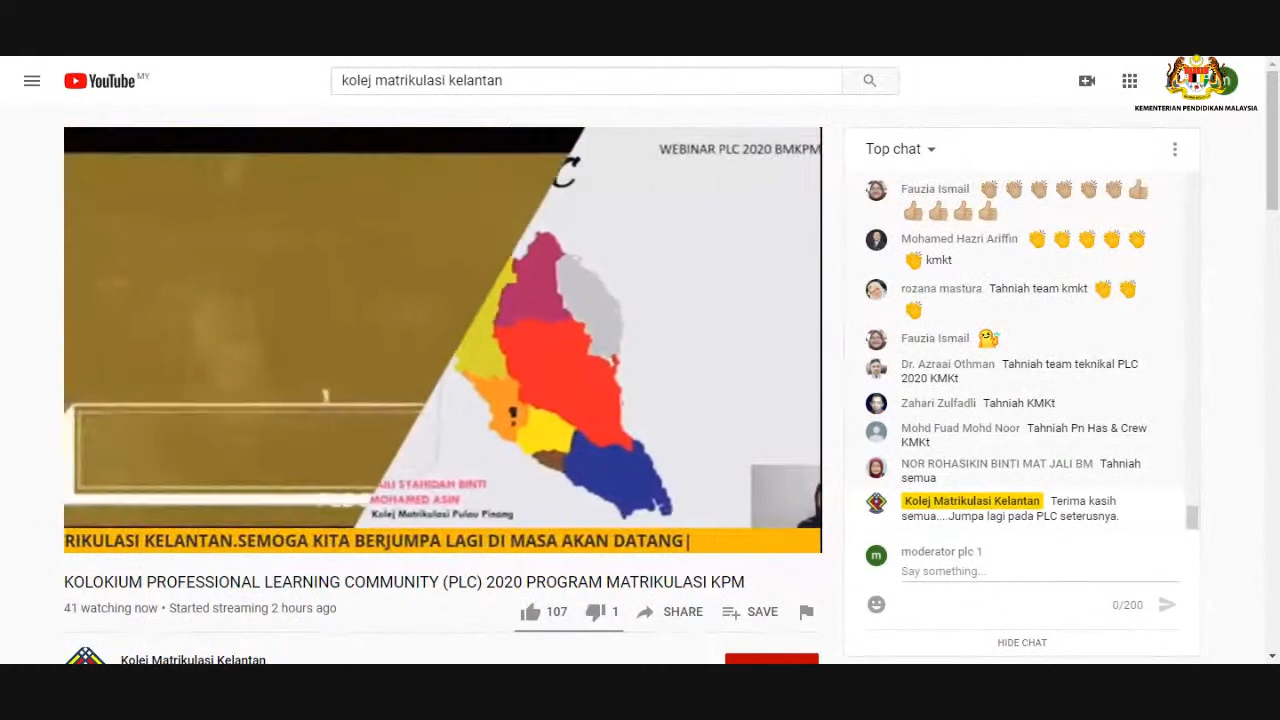 YouTube MY
kolej matrikulasi kelantan
KEMENTERIAN PENDIDIKAN MALAYSIA
WEBINAR PLC 2020 BMKPM
C
SYAHIDAH BINTI
MOHAMED ASIN
Kolej Matrikulasi Pulau Pinang
RIKULASI KELANTAN.SEMOGA KITA BERJUMPA LAGI DI MASA AKAN DATANG|
KOLOKIUM PROFESSIONAL LEARNING COMMUNITY (PLC) 2020 PROGRAM MATRIKULASI KPM
41 watching now • Started streaming 2 hours ago
107
1
SHARE
SAVE
Kolej Matrikulasi Kelantan
Top chat
Fauzia Ismail
Mohamed Hazri Ariffin
kmkt
rozana mastura Tahniah team kmkt
Fauzia Ismail
Dr. Azraai Othman Tahniah team teknikal PLC
2020 KMKt
Zahari Zulfadli Tahniah KMKt
Mohd Fuad Mohd Noor Tahniah Pn Has & Crew
KMKt
NOR ROHASIKIN BINTI MAT JALI BM Tahniah
semua
Kolej Matrikulasi Kelantan Terima kasih
semua....Jumpa lagi pada PLC seterusnya.
m
moderator plc 1
Say something...
0/200
HIDE CHAT